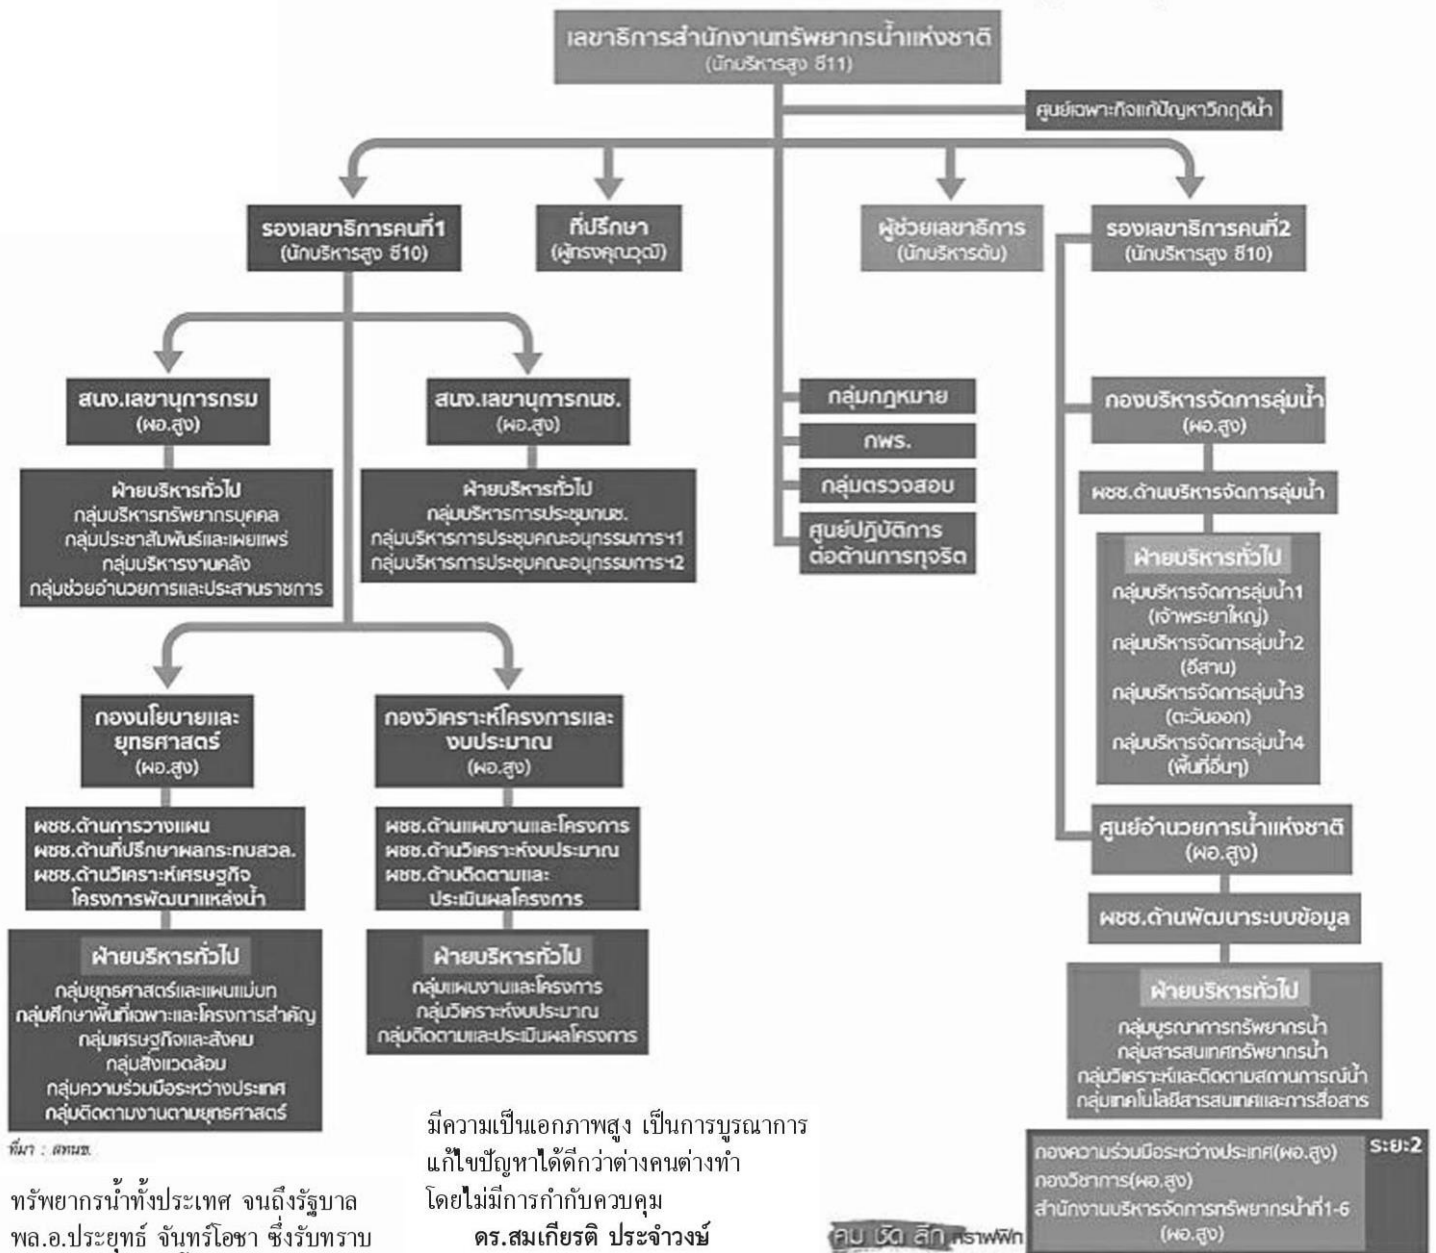 เลขาธิการสำนักงานทรัพยากรน้ำแห่งชาติ
(นักบริหารสูง ซี11)
ศูนย์เฉพาะกิจแก้ปัญหาวิกฤติน้ำ
รองเลขาธิการคนที่1
(นักบริหารสูง ซี10)
ที่ปรึกษา
(ผู้ทรงคุณวุฒิ)
ผู้ช่วยเลขาธิการ
(นักบริหารต้น)
รองเลขาธิการคนที่2
(นักบริหารสูง ซี10)
สนง.เลขานุการกรม
(ผอ.สูง)
ฝ่ายบริหารทั่วไป
กลุ่มบริหารทรัพยากรบุคคล
กลุ่มประชาสัมพันธ์และเผยแพร่
กลุ่มบริหารงานคลัง
กลุ่มช่วยอำนวยการและประสานราชการ
สนง.เลขานุการกนช.
(ผอ.สูง)
ฝ่ายบริหารทั่วไป
กลุ่มบริหารการประชุมกนช.
กลุ่มบริหารการประชุมคณะอนุกรรมการฯ1
กลุ่มบริหารการประชุมคณะอนุกรรมการฯ2
กลุ่มกฎหมาย
กพร.
กลุ่มตรวจสอบ
ศูนย์ปฏิบัติการ
ต่อต้านการทุจริต
กองบริหารจัดการลุ่มน้ำ
(ผอ.สูง)
ผชช.ด้านบริหารจัดการลุ่มน้ำ
ฝ่ายบริหารทั่วไป
กลุ่มบริหารจัดการลุ่มน้ำ1
(เจ้าพระยาใหญ่)
กลุ่มบริหารจัดการลุ่มน้ำ2
(อีสาน)
กลุ่มบริหารจัดการลุ่มน้ำ3
(ตะวันออก)
กลุ่มบริหารจัดการลุ่มน้ำ4
(พื้นที่อื่นๆ)
กองนโยบายและ
ยุทธศาสตร์
(ผอ.สูง)
ผชช.ด้านการวางแผน
ผชช.ด้านที่ปรึกษาผลกระทบสวล.
ผชช.ด้านวิเคราะห์เศรษฐกิจ
โครงการพัฒนาแหล่งน้ำ
ฝ่ายบริหารทั่วไป
กลุ่มยุทธศาสตร์และแผนแม่บท
กลุ่มศึกษาพื้นที่เฉพาะและโครงการสำคัญ
กลุ่มเศรษฐกิจและสังคม
กลุ่มสิ่งแวดล้อม
กลุ่มความร่วมมือระหว่างประเทศ
กลุ่มติดตามงานตามยุทธศาสตร์
กองวิเคราะห์โครงการและ
งบประมาณ
(ผอ.สูง)
ผชช.ด้านแผนงานและโครงการ
ผชช.ด้านวิเคราะห์งบประมาณ
ผชช.ด้านติดตามและ
ประเมินผลโครงการ
ฝ่ายบริหารทั่วไป
กลุ่มแผนงานและโครงการ
กลุ่มวิเคราะห์งบประมาณ
กลุ่มติดตามและประเมินผลโครงการ
ศูนย์อำนวยการน้ำแห่งชาติ
(ผอ.สูง)
ผชช.ด้านพัฒนาระบบข้อมูล
ฝ่ายบริหารทั่วไป
กลุ่มบูรณาการทรัพยากรน้ำ
กลุ่มสารสนเทศทรัพยากรน้ำ
กลุ่มวิเคราะห์และติดตามสถานการณ์น้ำ
กลุ่มเทคโนโลยีสารสนเทศและการสื่อสาร
กองความร่วมมือระหว่างประเทศ(ผอ.สูง)
กองวิชาการ(ผอ.สูง)
สำนักงานบริหารจัดการทรัพยากรน้ำที่1-6
(ผอ.สูง)
ระยะ2
ที่มา : สทนช.
ทรัพยากรน้ำทั้งประเทศ จนถึงรัฐบาล
พล.อ.ประยุทธ์ จันทร์โอชา ซึ่งรับทราบ
มีความเป็นเอกภาพสูง เป็นการบูรณาการ
แก้ไขปัญหาได้ดีกว่าต่างคนต่างทำ
โดยไม่มีการกำกับควบคุม
ดร.สมเกียรติ ประจำวงษ์
คม ชัด ลึก กราฟฟิก